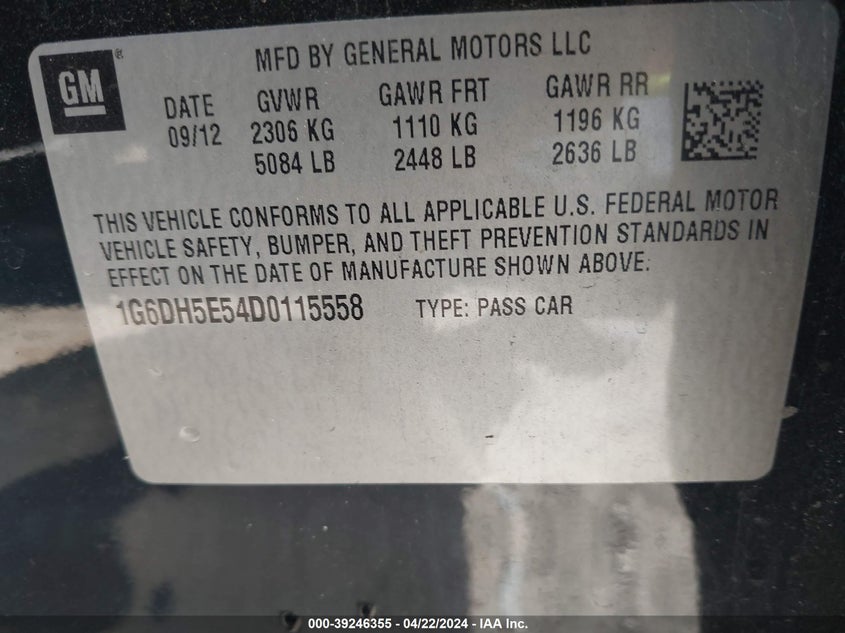 GM ®
MFD BY GENERAL MOTORS LLC
DATE GVWR GAWR FRT GAWR RR
09/12 2306 KG 1110 KG 1196 KG
5084 LB 2448 LB 2636 LB
THIS VEHICLE CONFORMS TO ALL APPLICABLE U.S. FEDERAL MOTOR
VEHICLE SAFETY, BUMPER, AND THEFT PREVENTION STANDARDS IN
EFFECT ON THE DATE OF MANUFACTURE SHOWN ABOVE.
1G6DH5E54D0115558 TYPE: PASS CAR
000-39246355 / 04/22/2024 - IAA Inc.